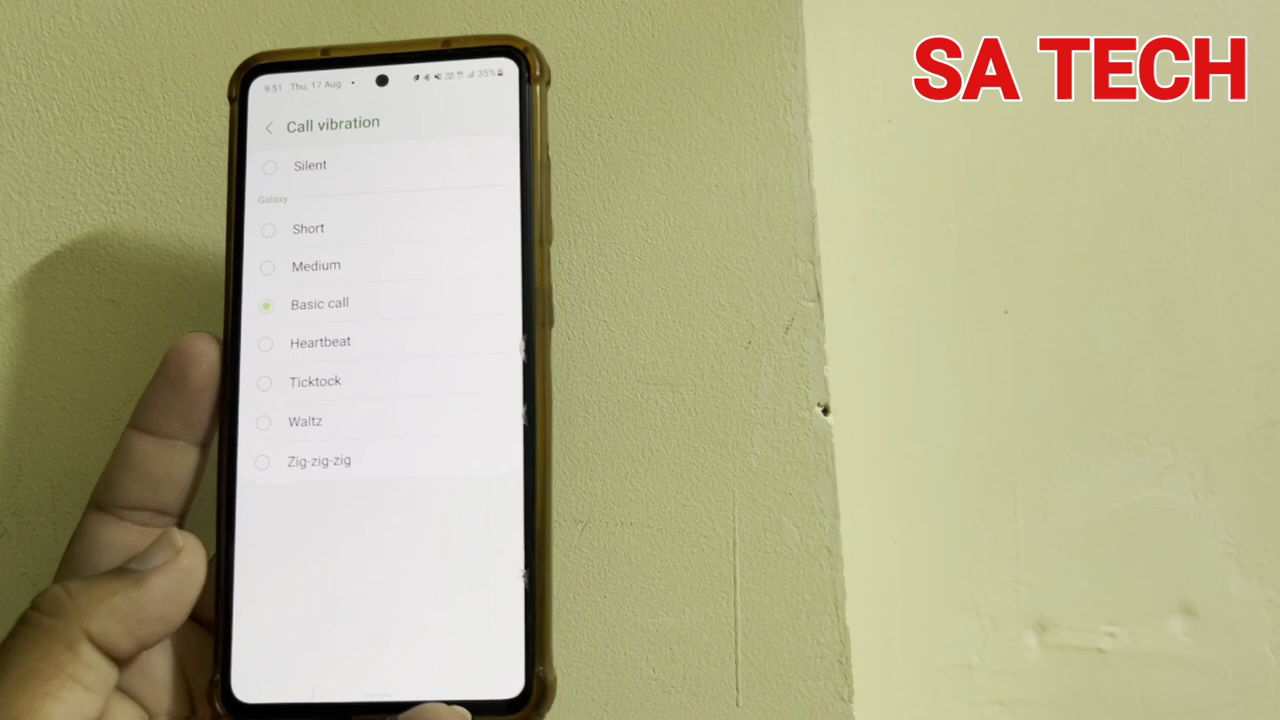 SA TECH
9:51 Thu, 17 Aug 35%
Call vibration
Silent
Galaxy
Short
Medium
Basic call
Heartbeat
Ticktock
Waltz
Zig-zig-zig